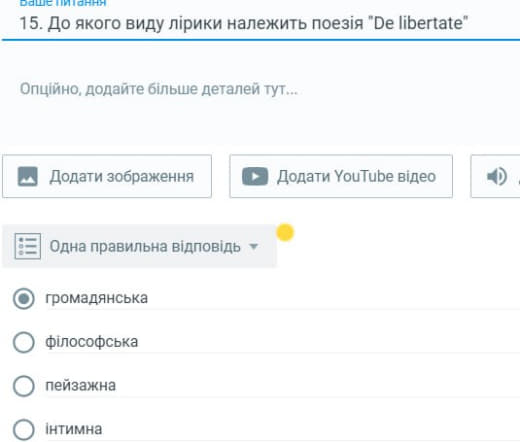 Ваше питання
15. До якого виду лірики належить поезія "De libertate"
Опційно, додайте більше деталей тут...
Додати зображення
Додати YouTube відео
Одна правильна відповідь
громадянська
філософська
пейзажна
інтимна